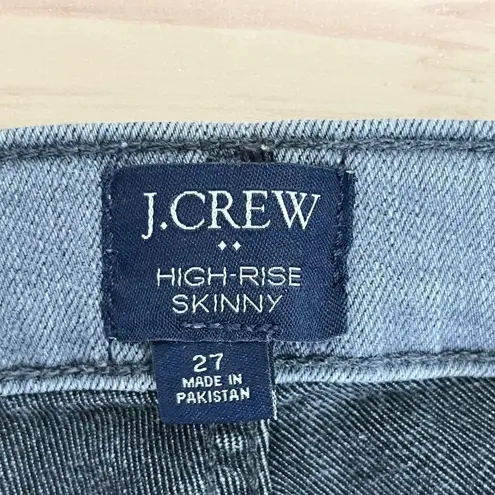 J.CREW
HIGH-RISE
SKINNY
27
MADE IN
PAKISTAN